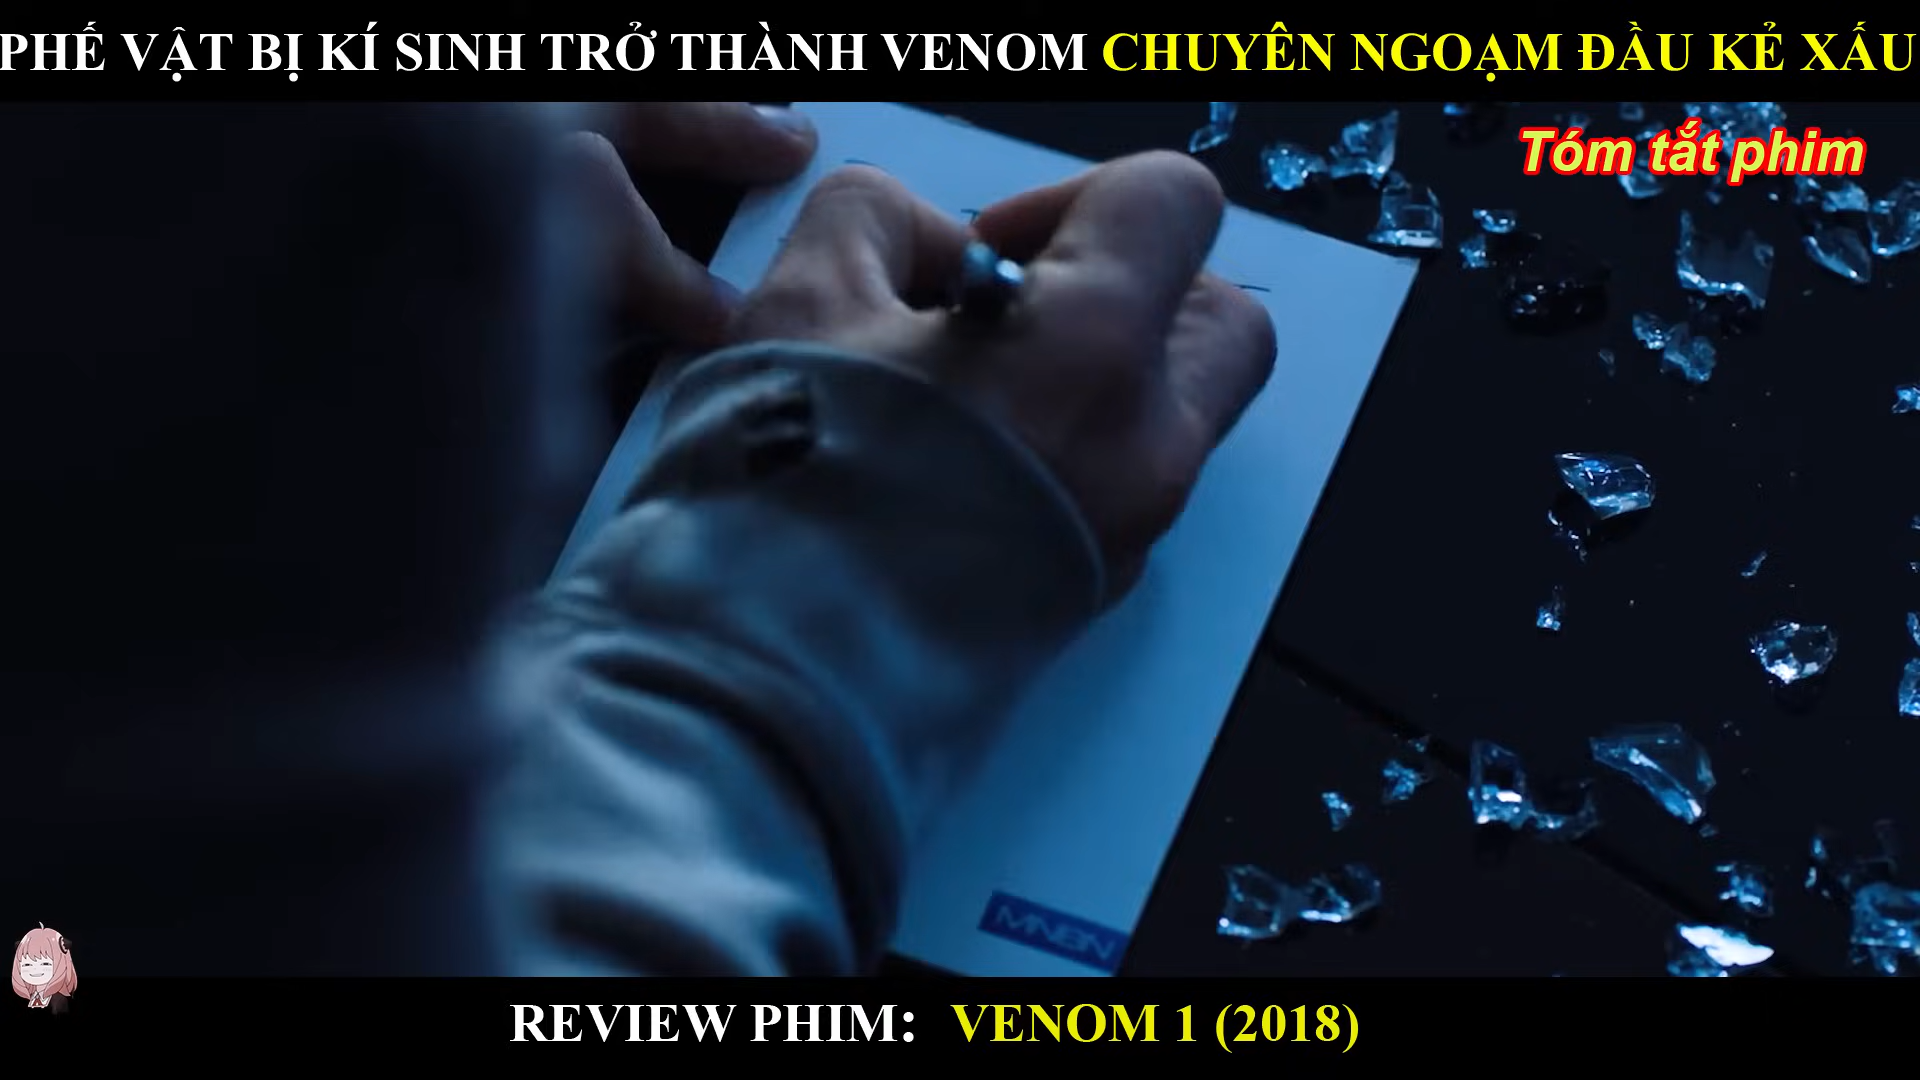 PHẾ VẬT BỊ KÍ SINH TRỞ THÀNH VENOM CHUYÊN NGOẠM ĐẦU KẺ XẤU
Tóm tắt phim
MNBN
REVIEW PHIM: VENOM 1 (2018)